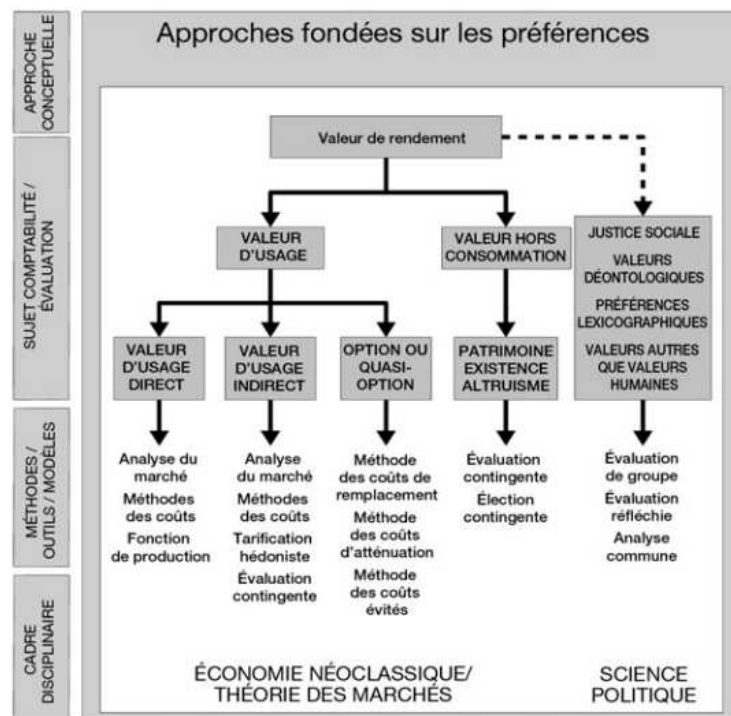 Approches fondées sur les préférences
APPROCHE
CONCEPTUELLE
Valeur de rendement
SUJET COMPTABILITÉ /
ÉVALUATION
VALEUR
D'USAGE
VALEUR HORS
CONSOMMATION
JUSTICE SOCIALE
VALEURS
DÉONTOLOGIQUES
PRÉFÉRENCES
LEXICOGRAPHIQUES
VALEURS AUTRES
QUE VALEURS
HUMAINES
VALEUR
D'USAGE
DIRECT
VALEUR
D'USAGE
INDIRECT
OPTION OU
QUASI-
OPTION
PATRIMOINE
EXISTENCE
ALTRUISME
MÉTHODES /
OUTILS / MODÈLES
Analyse du
marché
Méthodes
des coûts
Fonction
de production
Analyse
du marché
Méthodes
des coûts
Tarification
hédoniste
Évaluation
contingente
Méthode
des coûts de
remplacement
Méthode
des coûts
d'atténuation
Méthode
des coûts
évités
Évaluation
contingente
Élection
contingente
Évaluation
de groupe
Évaluation
réfléchie
Analyse
commune
CADRE
DISCIPLINAIRE
ÉCONOMIE NÉOCLASSIQUE/
THÉORIE DES MARCHÉS
SCIENCE
POLITIQUE